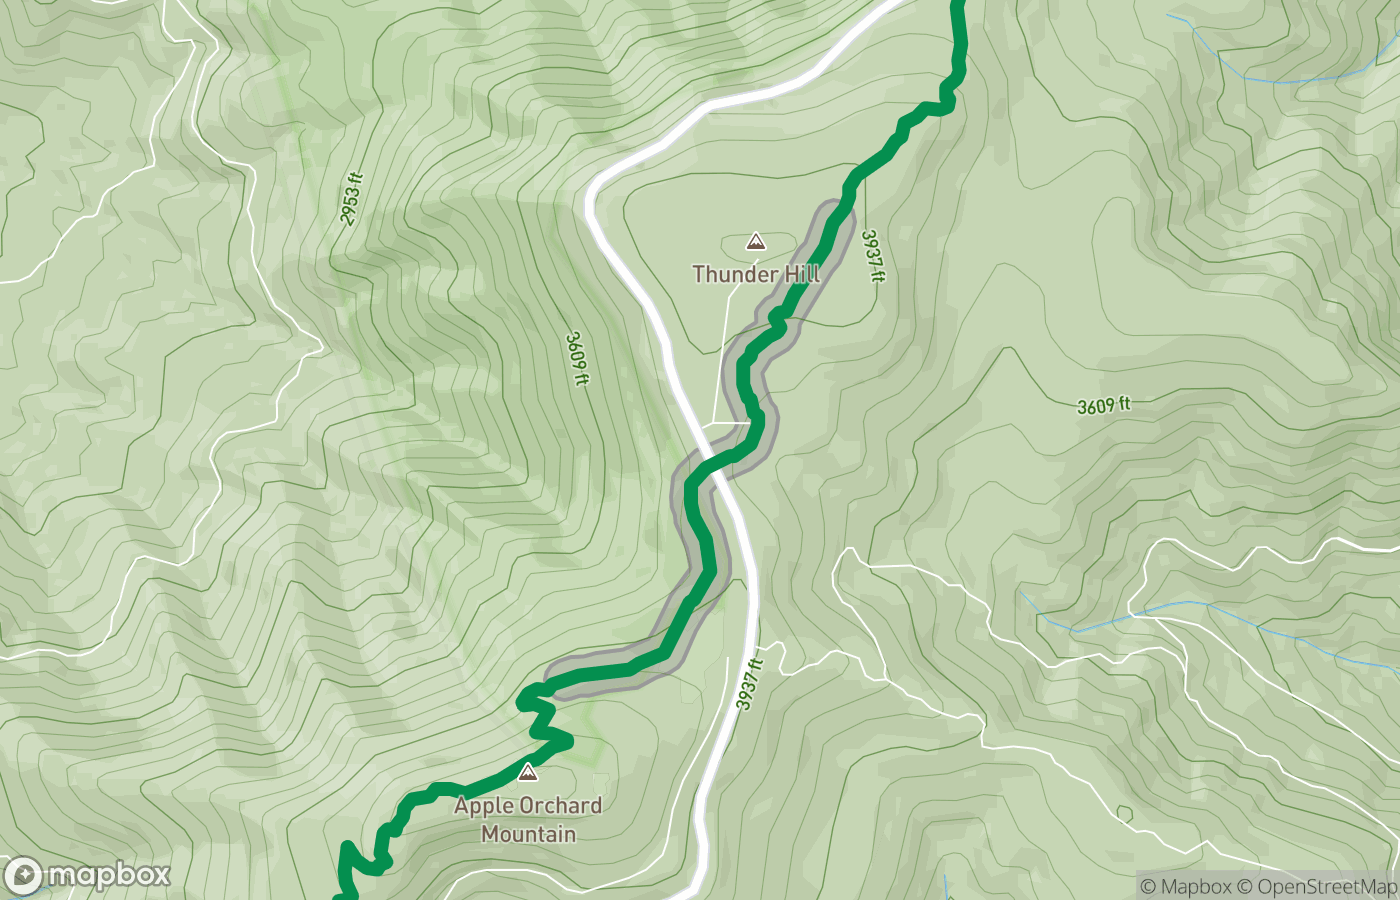 2953 ft
Thunder Hill
3937 ft
3609 ft
3609 ft
3937 ft
Apple Orchard
Mountain
mapbox
© Mapbox © OpenStreetMap